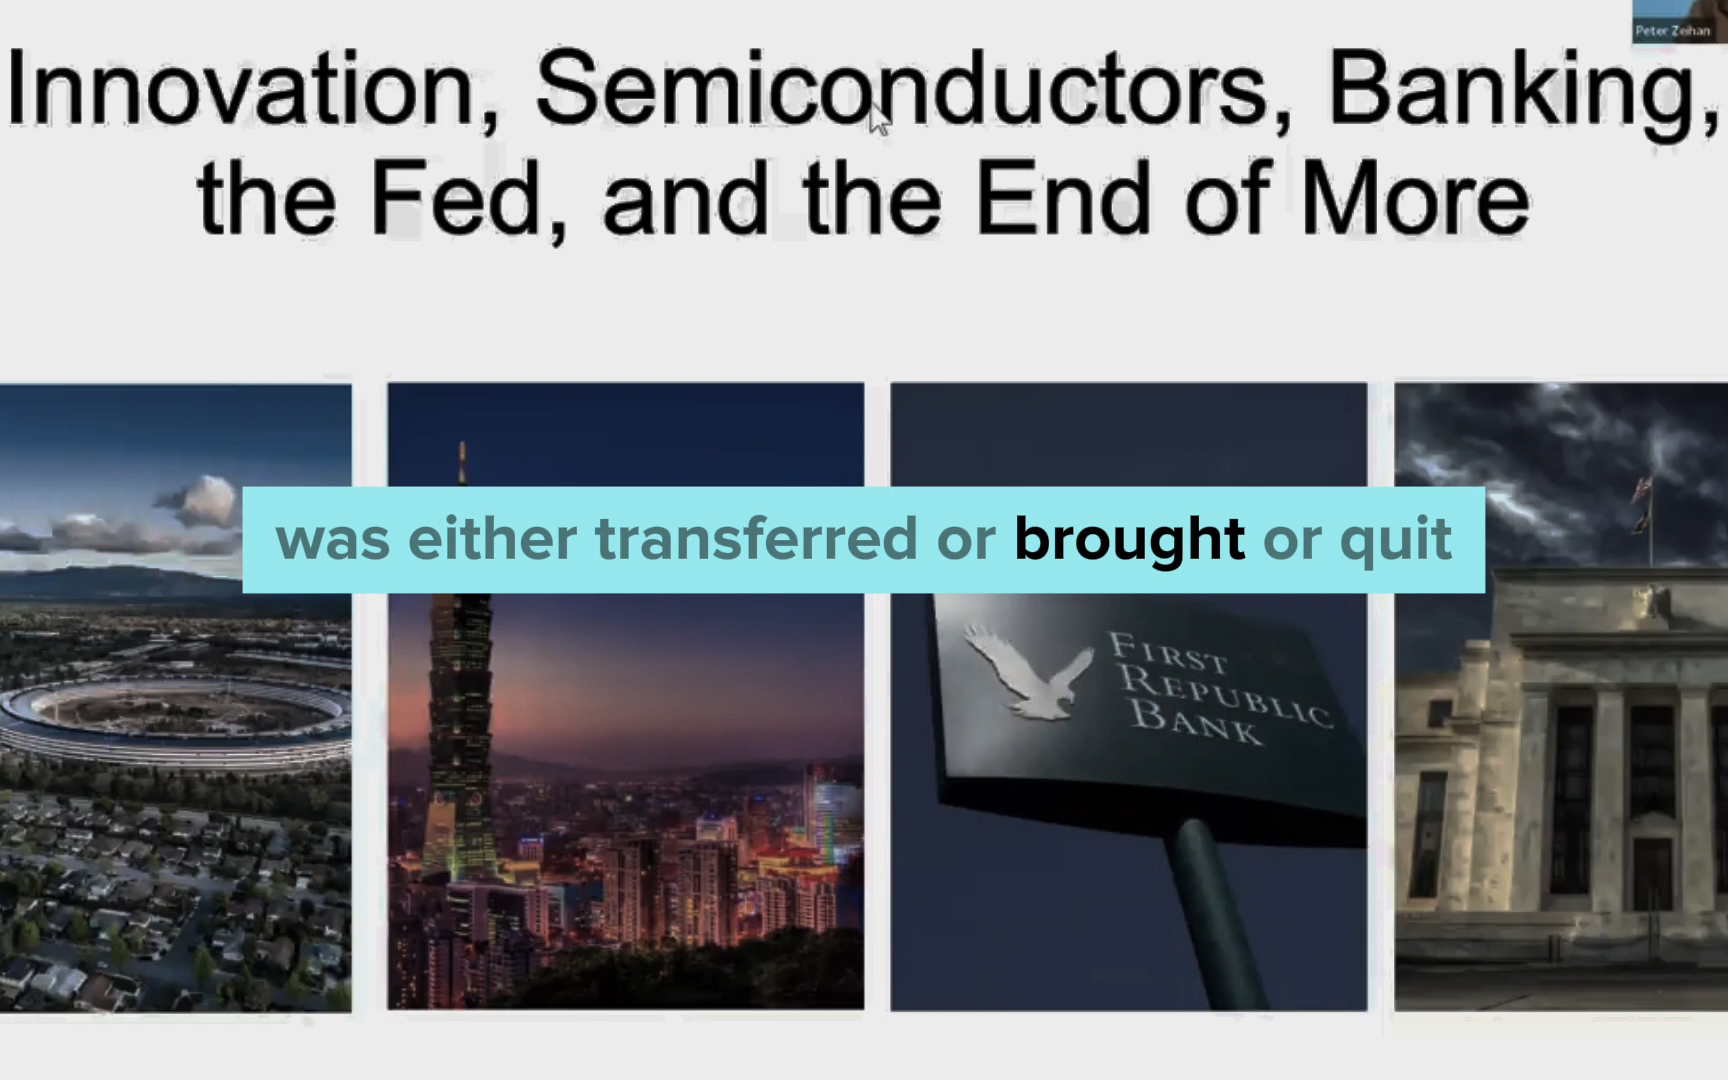 Peter Zeihan
Innovation, Semiconductors, Banking,
the Fed, and the End of More
was either transferred or brought or quit
FIRST
REPUBLIC
BANK